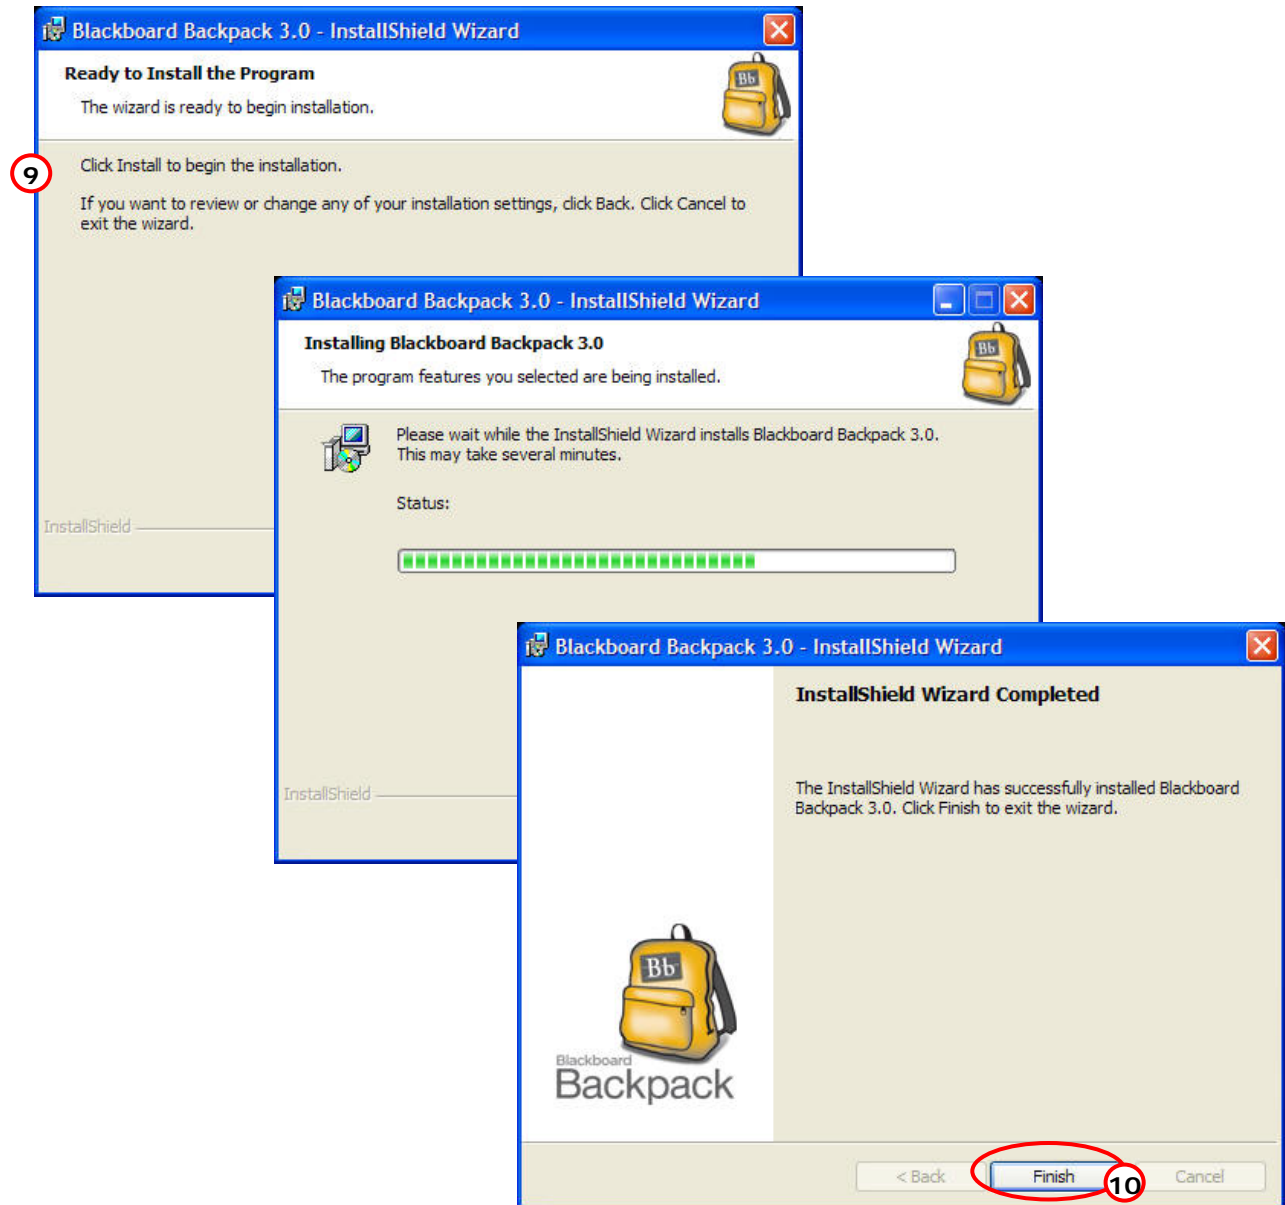 Blackboard Backpack 3.0 - InstallShield Wizard
Ready to Install the Program
The wizard is ready to begin installation.
Bb
9
Click Install to begin the installation.
If you want to review or change any of your installation settings, click Back. Click Cancel to
exit the wizard.
InstallShield
Blackboard Backpack 3.0 - InstallShield Wizard
Installing Blackboard Backpack 3.0
The program features you selected are being installed.
Bb
Please wait while the InstallShield Wizard installs Blackboard Backpack 3.0.
This may take several minutes.
Status:
InstallShield
Blackboard Backpack 3.0 - InstallShield Wizard
InstallShield Wizard Completed
The InstallShield Wizard has successfully installed Blackboard
Backpack 3.0. Click Finish to exit the wizard.
Bb
Blackboard
Backpack
< Back
Finish
10
Cancel